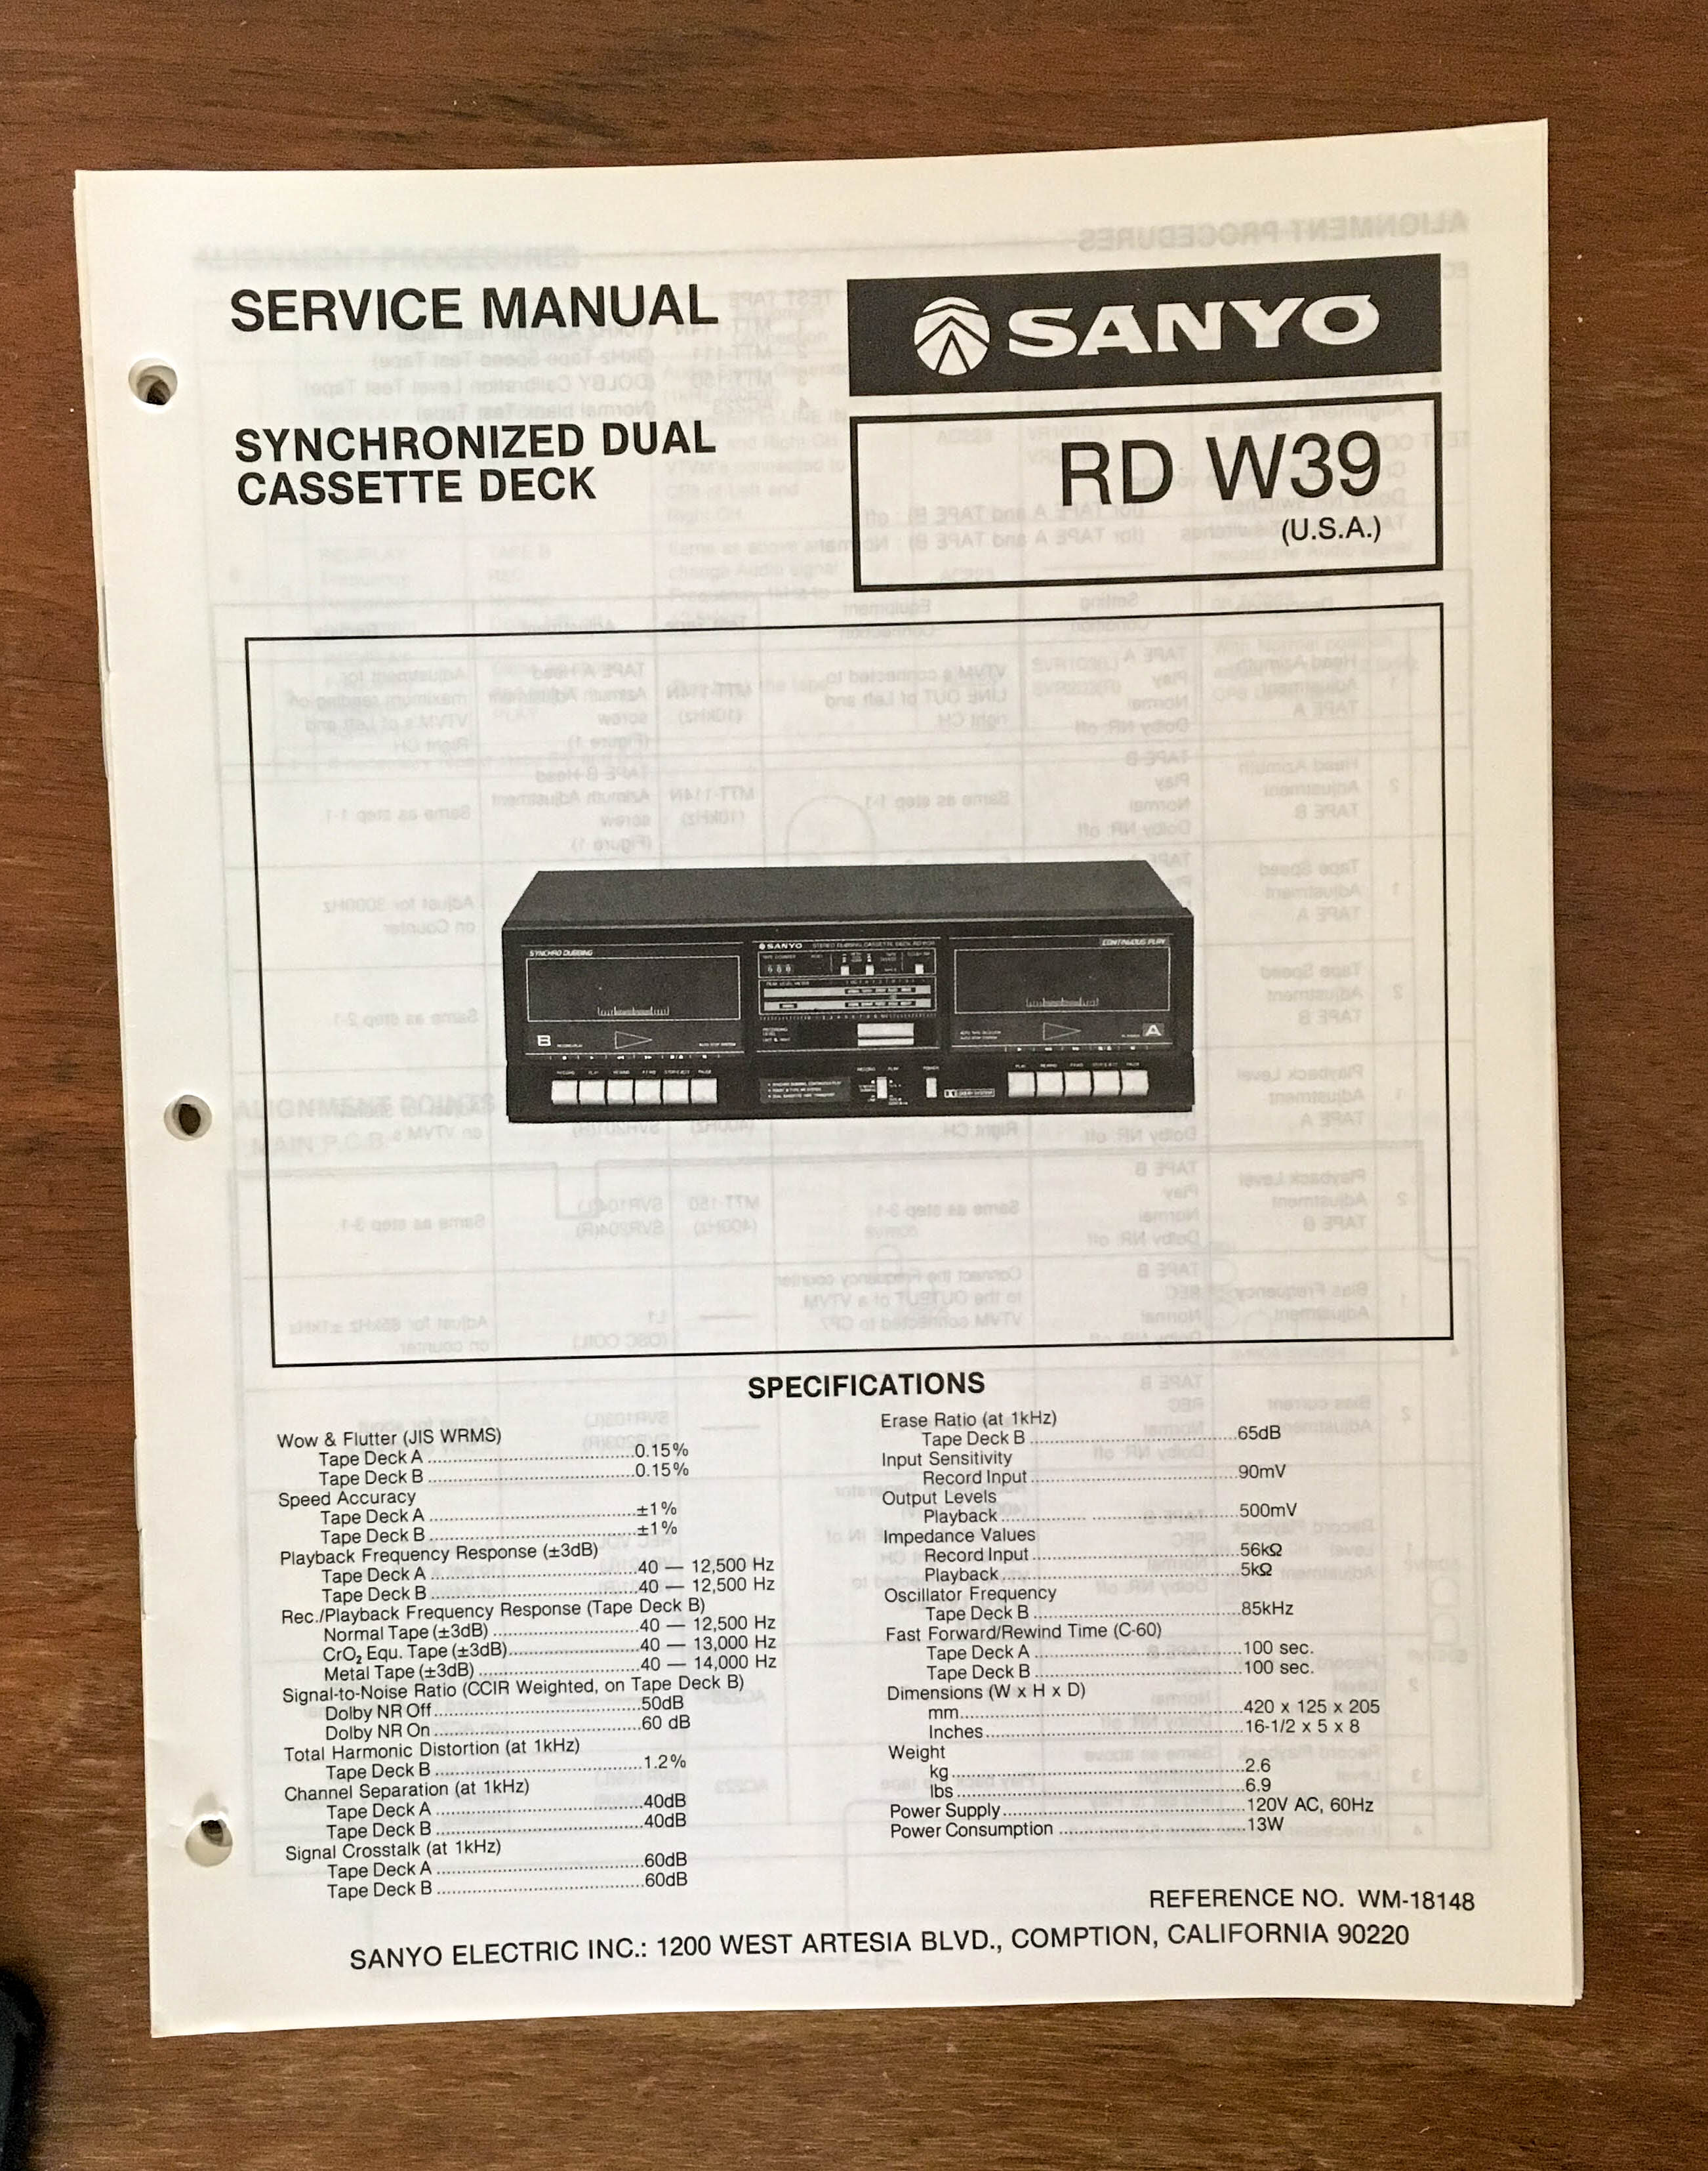 SERVICE MANUAL
SYNCHRONIZED DUAL
CASSETTE DECK
SANYO
RD W39
(U.S.A.)
SYNCHRO DUBBING
SANYO
CONTINUOUS PLAY
B
A
SPECIFICATIONS
Wow & Flutter (JIS WRMS)
Tape Deck A 0.15%
Tape Deck B 0.15%
Speed Accuracy
Tape Deck A ±1%
Tape Deck B ±1%
Playback Frequency Response (±3dB)
Tape Deck A 40 — 12,500 Hz
Tape Deck B 40 — 12,500 Hz
Rec./Playback Frequency Response (Tape Deck B)
Normal Tape (±3dB) 40 — 12,500 Hz
CrO₂ Equ. Tape (±3dB) 40 — 13,000 Hz
Metal Tape (±3dB) 40 — 14,000 Hz
Signal-to-Noise Ratio (CCIR Weighted, on Tape Deck B)
Dolby NR Off 50dB
Dolby NR On 60 dB
Total Harmonic Distortion (at 1kHz)
Tape Deck B 1.2%
Channel Separation (at 1kHz)
Tape Deck A 40dB
Tape Deck B 40dB
Signal Crosstalk (at 1kHz)
Tape Deck A 60dB
Tape Deck B 60dB
Erase Ratio (at 1kHz)
Tape Deck B 65dB
Input Sensitivity
Record Input 90mV
Output Levels
Playback 500mV
Impedance Values
Record Input 56kΩ
Playback 5kΩ
Oscillator Frequency
Tape Deck B 85kHz
Fast Forward/Rewind Time (C-60)
Tape Deck A 100 sec.
Tape Deck B 100 sec.
Dimensions (W x H x D)
mm 420 x 125 x 205
Inches 16-1/2 x 5 x 8
Weight
kg 2.6
lbs 6.9
Power Supply 120V AC, 60Hz
Power Consumption 13W
REFERENCE NO. WM-18148
SANYO ELECTRIC INC.: 1200 WEST ARTESIA BLVD., COMPTION, CALIFORNIA 90220